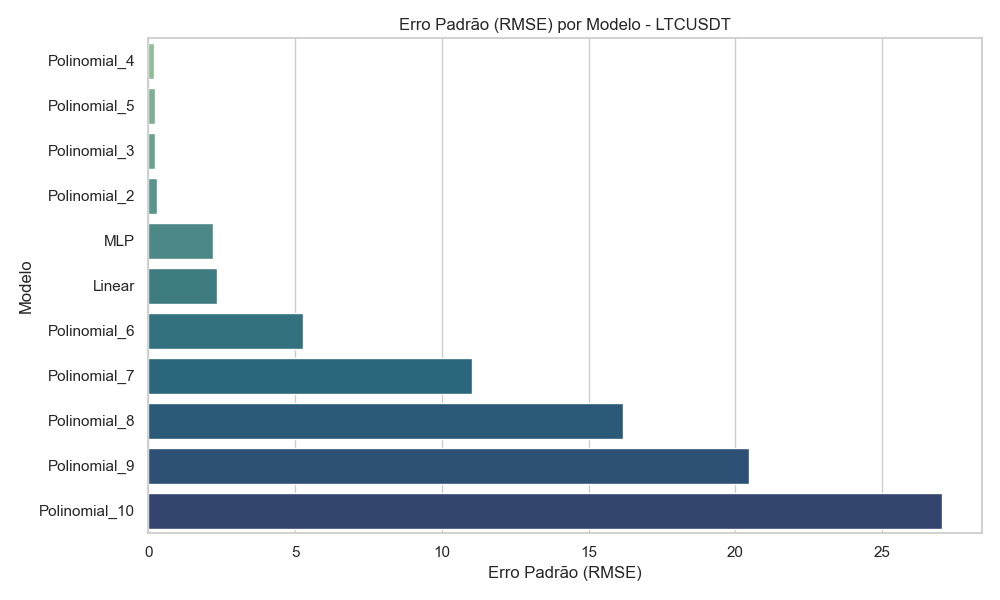 Erro Padrão (RMSE) por Modelo - LTCUSDT
Polinomial_4
Polinomial_5
Polinomial_3
Polinomial_2
MLP
Linear
Polinomial_6
Polinomial_7
Polinomial_8
Polinomial_9
Polinomial_10
Modelo
0 5 10 15 20 25
Erro Padrão (RMSE)